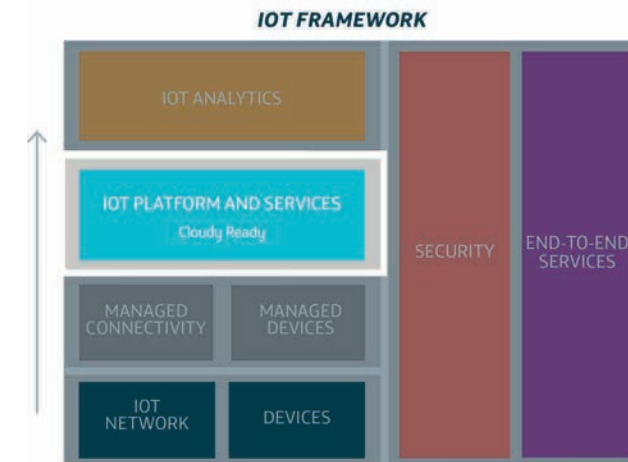 IOT FRAMEWORK
IOT ANALYTICS
IOT PLATFORM AND SERVICES
Cloudy Ready
MANAGED
CONNECTIVITY
MANAGED
DEVICES
IOT
NETWORK
DEVICES
SECURITY
END-TO-END
SERVICES